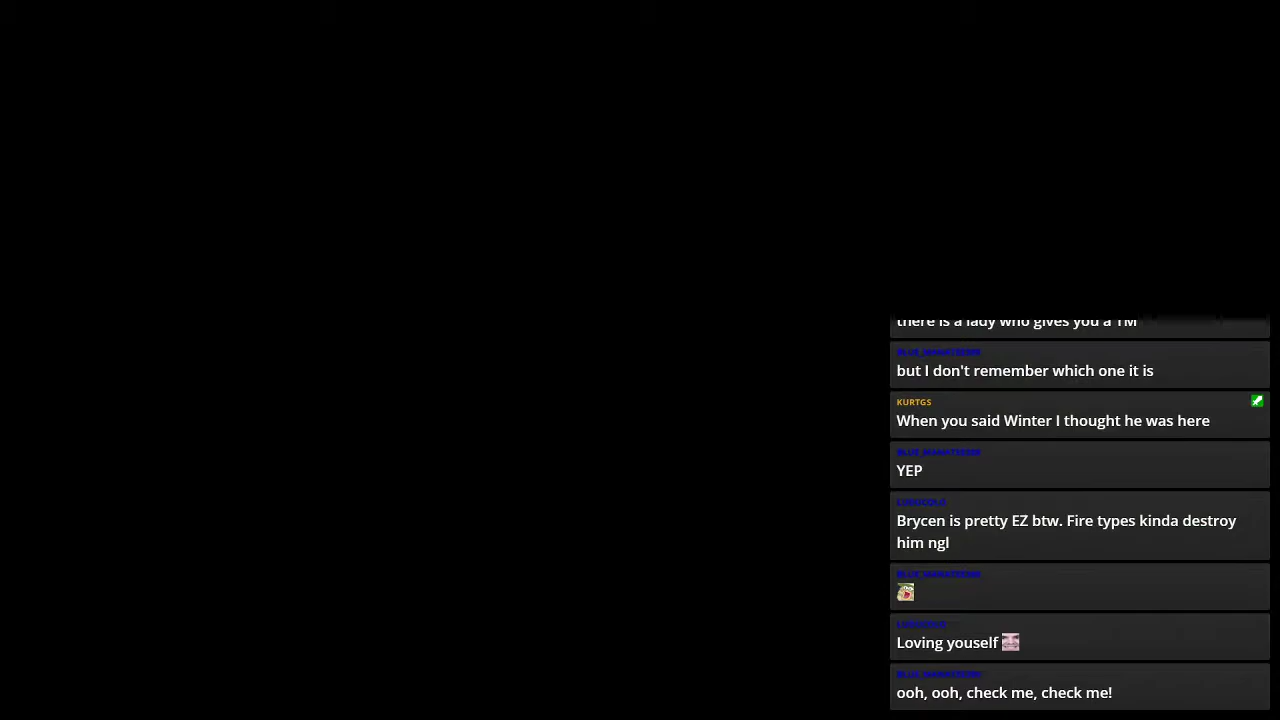 there is a lady who gives you a TM
but I don't remember which one it is
KURTGS
When you said Winter I thought he was here
YEP
Brycen is pretty EZ btw. Fire types kinda destroy
him ngl
Loving youself
ooh, ooh, check me, check me!